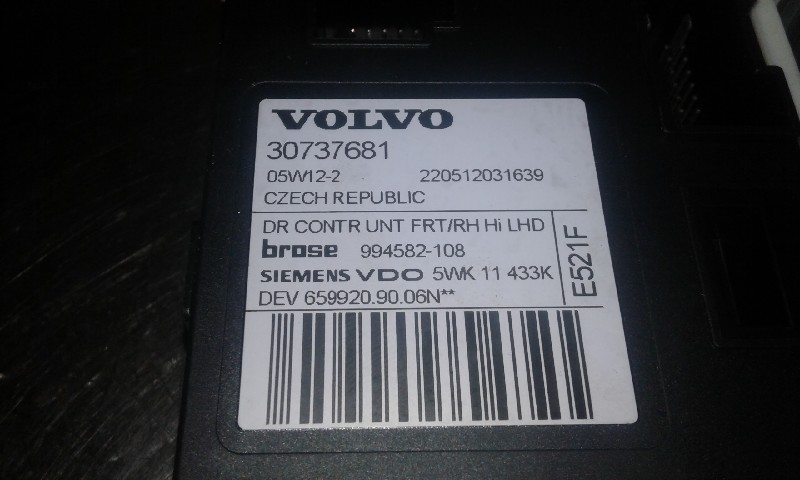 VOLVO
30737681
05W12-2 220512031639
CZECH REPUBLIC
DR CONTR UNT FRT/RH Hi LHD
brose 994582-108
SIEMENS VDO 5WK 11 433K
DEV 659920.90.06N**
E521F